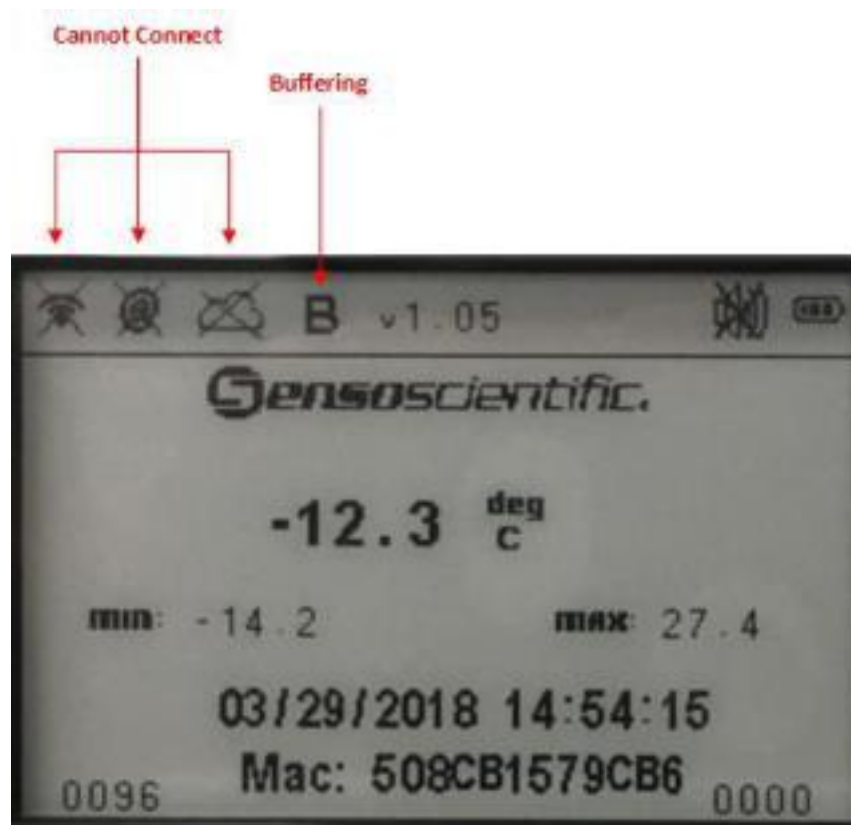 Cannot Connect
Buffering
B v1.05
Sensoscientific.
-12.3 deg C
min: -14.2 max: 27.4
03/29/2018 14:54:15
Mac: 508CB1579CB6
0096 0000